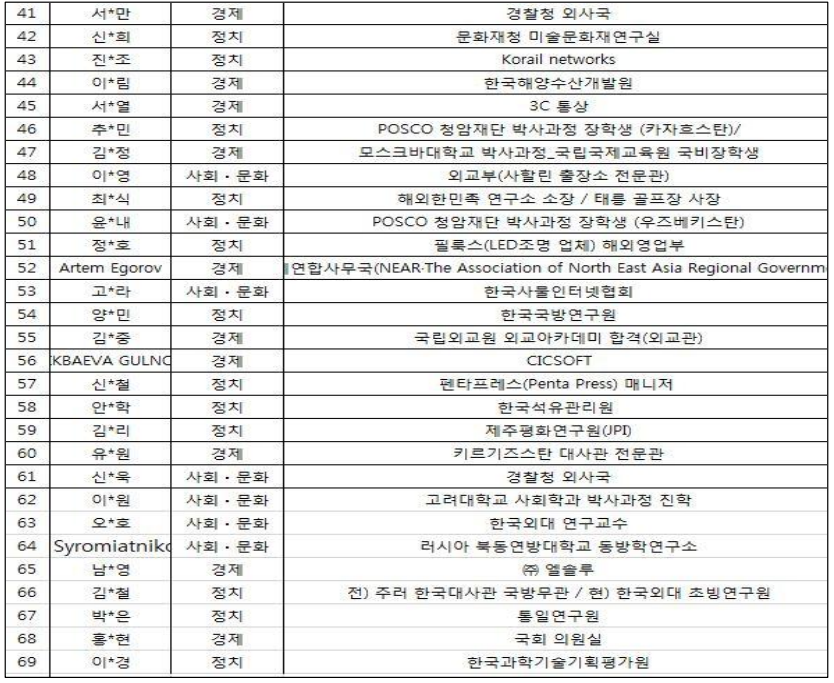 41 서*만 경제 경찰청 외사국
42 신*희 정치 문화재청 미술문화재연구실
43 진*조 정치 Korail networks
44 이*림 경제 한국해양수산개발원
45 서*열 경제 3C 통상
46 추*민 정치 POSCO 청암재단 박사과정 장학생 (카자흐스탄)/
47 김*정 경제 모스크바대학교 박사과정_국립국제교육원 국비장학생
48 이*영 사회·문화 외교부(사할린 출장소 전문관)
49 최*식 정치 해외한민족 연구소 소장 / 태릉 골프장 사장
50 윤*내 사회·문화 POSCO 청암재단 박사과정 장학생 (우즈베키스탄)
51 정*호 정치 필룩스(LED조명 업체) 해외영업부
52 Artem Egorov 경제 연합사무국(NEAR·The Association of North East Asia Regional Governm
53 고*라 사회·문화 한국사물인터넷협회
54 양*민 정치 한국국방연구원
55 김*중 경제 국립외교원 외교아카데미 합격(외교관)
56 KBAEVA GULNO 경제 CICSOFT
57 신*철 정치 펜타프레스(Penta Press) 매니저
58 안*학 정치 한국석유관리원
59 김*리 정치 제주평화연구원(JPI)
60 유*원 경제 키르기즈스탄 대사관 전문관
61 신*욱 사회·문화 경찰청 외사국
62 이*원 사회·문화 고려대학교 사회학과 박사과정 진학
63 오*호 사회·문화 한국외대 연구교수
64 Syromiatniko 사회·문화 러시아 북동연방대학교 동방학연구소
65 남*영 경제 ㈜ 엘솔루
66 김*철 정치 전) 주러 한국대사관 국방무관 / 현) 한국외대 초빙연구원
67 박*은 정치 통일연구원
68 홍*현 경제 국회 의원실
69 이*경 정치 한국과학기술기획평가원